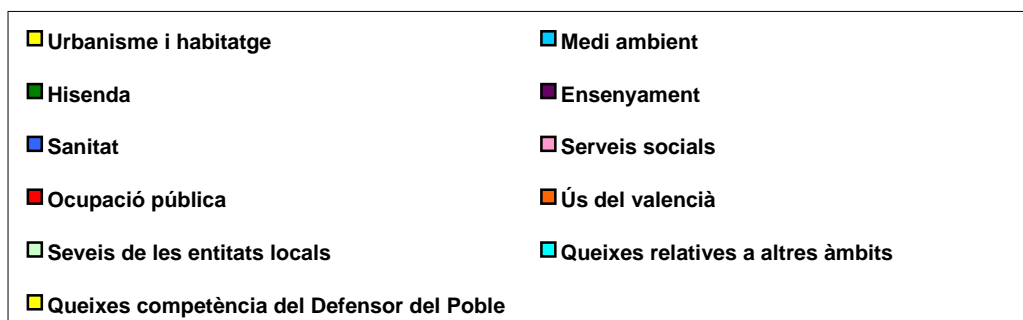 Urbanisme i habitatge
Medi ambient
Hisenda
Ensenyament
Sanitat
Serveis socials
Ocupació pública
Ús del valencià
Seveis de les entitats locals
Queixes relatives a altres àmbits
Queixes competència del Defensor del Poble